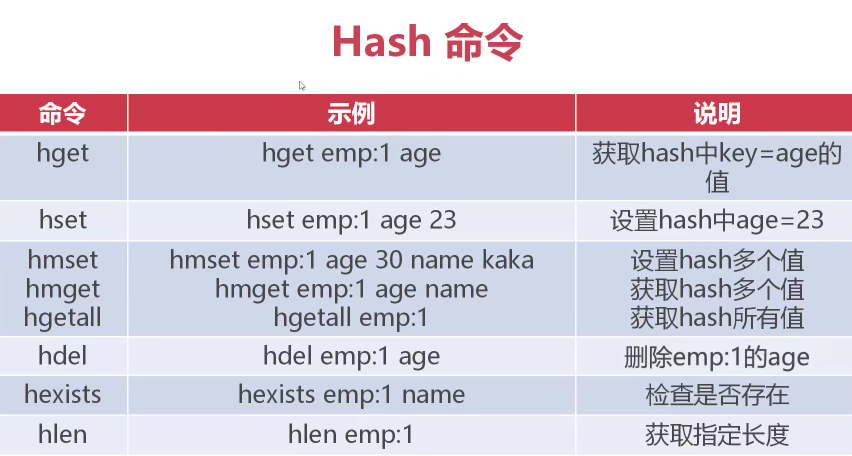 Hash 命令
命令 示例 说明
hget hget emp:1 age 获取hash中key=age的
值
hset hset emp:1 age 23 设置hash中age=23
hmset hmset emp:1 age 30 name kaka 设置hash多个值
hmget hmget emp:1 age name 获取hash多个值
hgetall hgetall emp:1 获取hash所有值
hdel hdel emp:1 age 删除emp:1的age
hexists hexists emp:1 name 检查是否存在
hlen hlen emp:1 获取指定长度